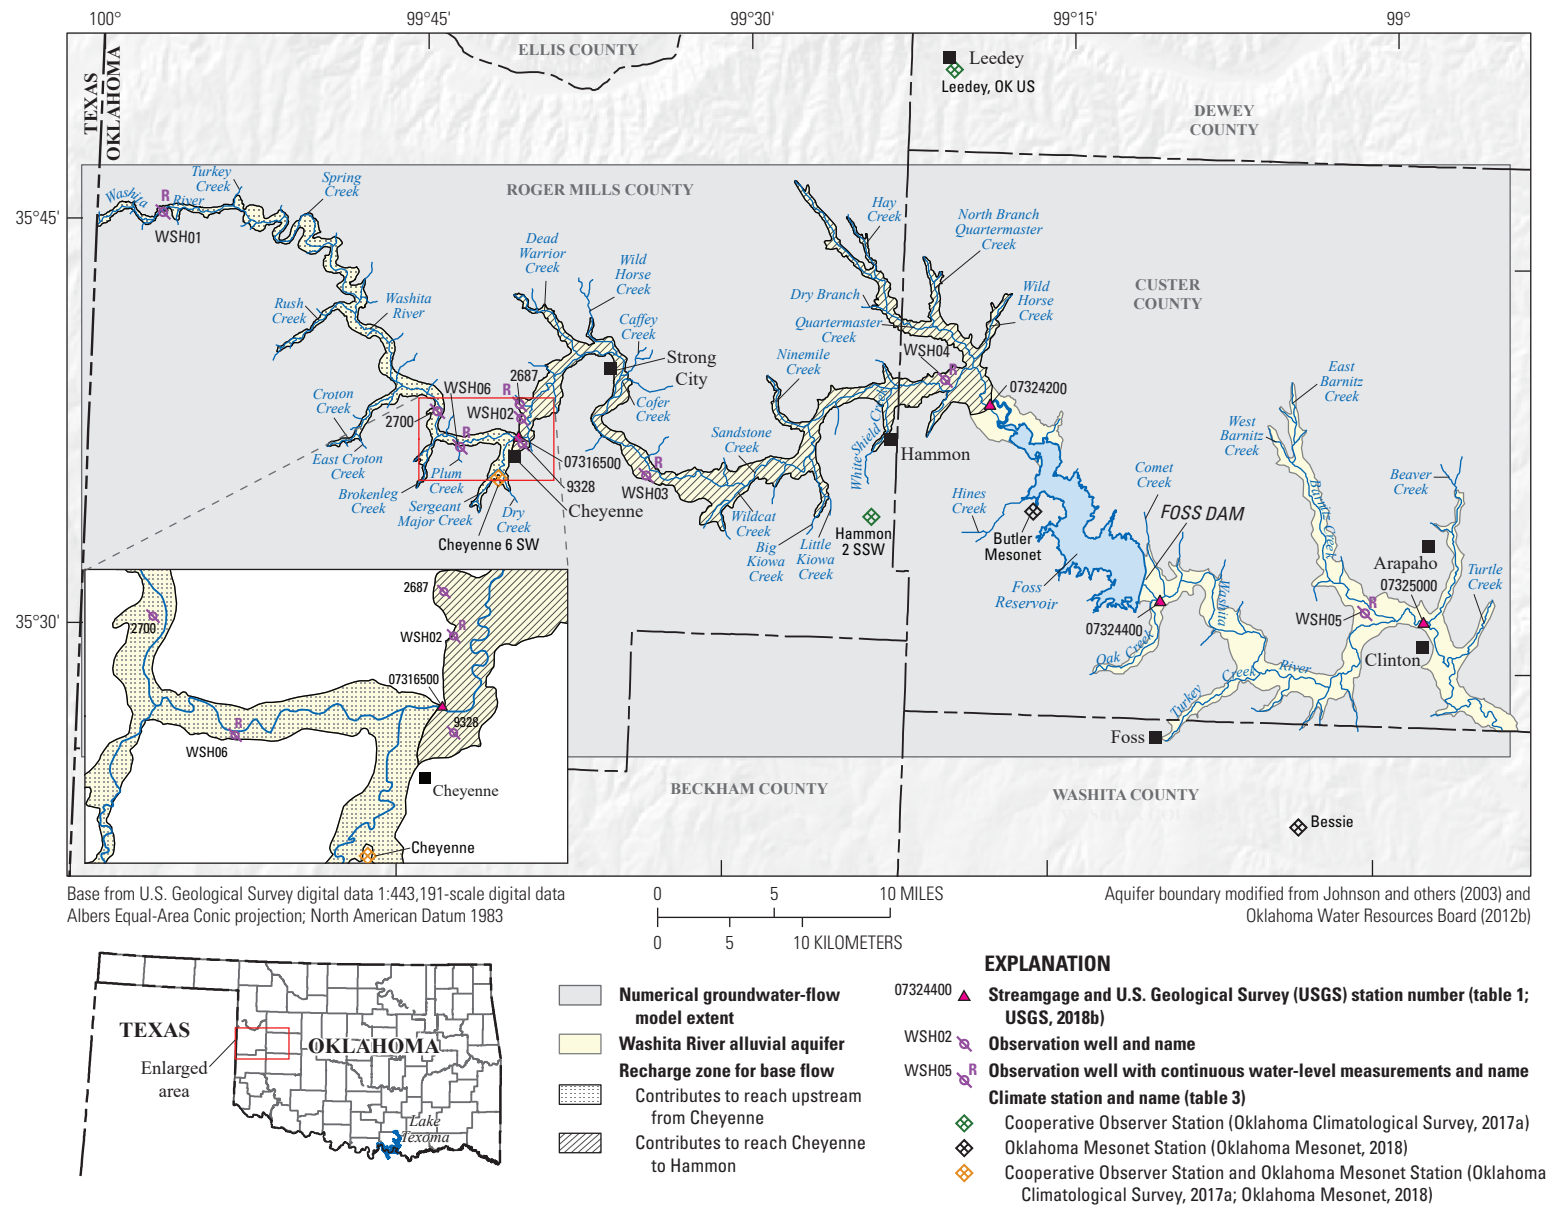 100°
99°45'
99°30'
99°15'
99°
35°45'
35°30'
TEXAS
OKLAHOMA
ELLIS COUNTY
Leedey
Leedey, OK US
DEWEY
COUNTY
ROGER MILLS COUNTY
CUSTER
COUNTY
BECKHAM COUNTY
WASHITA COUNTY
Washita
River
Turkey
Creek
Spring
Creek
R
WSH01
Rush
Creek
Washita
River
Dead
Warrior
Creek
Wild
Horse
Creek
Caffey
Creek
Strong
City
Cofer
Creek
Croton
Creek
East Croton
Creek
Brokenleg
Creek
Plum
Creek
Sergeant
Major Creek
Dry
Creek
Cheyenne 6 SW
Cheyenne
2700
WSH06
R
2687
R
WSH02
07316500
9328
R
WSH03
Sandstone
Creek
Wildcat
Creek
Big
Kiowa
Creek
Little
Kiowa
Creek
Ninemile
Creek
Quartermaster
Creek
Dry Branch
Hay
Creek
North Branch
Quartermaster
Creek
Wild
Horse
Creek
WSH04
R
07324200
White Shield Creek
Hammon
Hammon
2 SSW
Hines
Creek
Butler
Mesonet
Foss
Reservoir
Comet
Creek
FOSS DAM
07324400
Oak Creek
Washita
River
Turkey
Creek
Foss
West
Barnitz
Creek
East
Barnitz
Creek
Barnitz Creek
Beaver
Creek
Arapaho
07325000
Turtle
Creek
WSH05
R
Clinton
Bessie
2700
2687
WSH02
R
07316500
9328
R
WSH06
Cheyenne
Cheyenne
Base from U.S. Geological Survey digital data 1:443,191-scale digital data
Albers Equal-Area Conic projection; North American Datum 1983
0 5 10 MILES
0 5 10 KILOMETERS
Aquifer boundary modified from Johnson and others (2003) and
Oklahoma Water Resources Board (2012b)
TEXAS
OKLAHOMA
Enlarged
area
Lake
Texoma
EXPLANATION
Numerical groundwater-flow
model extent
Washita River alluvial aquifer
Recharge zone for base flow
Contributes to reach upstream
from Cheyenne
Contributes to reach Cheyenne
to Hammon
07324400 Streamgage and U.S. Geological Survey (USGS) station number (table 1;
USGS, 2018b)
WSH02 Observation well and name
WSH05 R Observation well with continuous water-level measurements and name
Climate station and name (table 3)
Cooperative Observer Station (Oklahoma Climatological Survey, 2017a)
Oklahoma Mesonet Station (Oklahoma Mesonet, 2018)
Cooperative Observer Station and Oklahoma Mesonet Station (Oklahoma
Climatological Survey, 2017a; Oklahoma Mesonet, 2018)